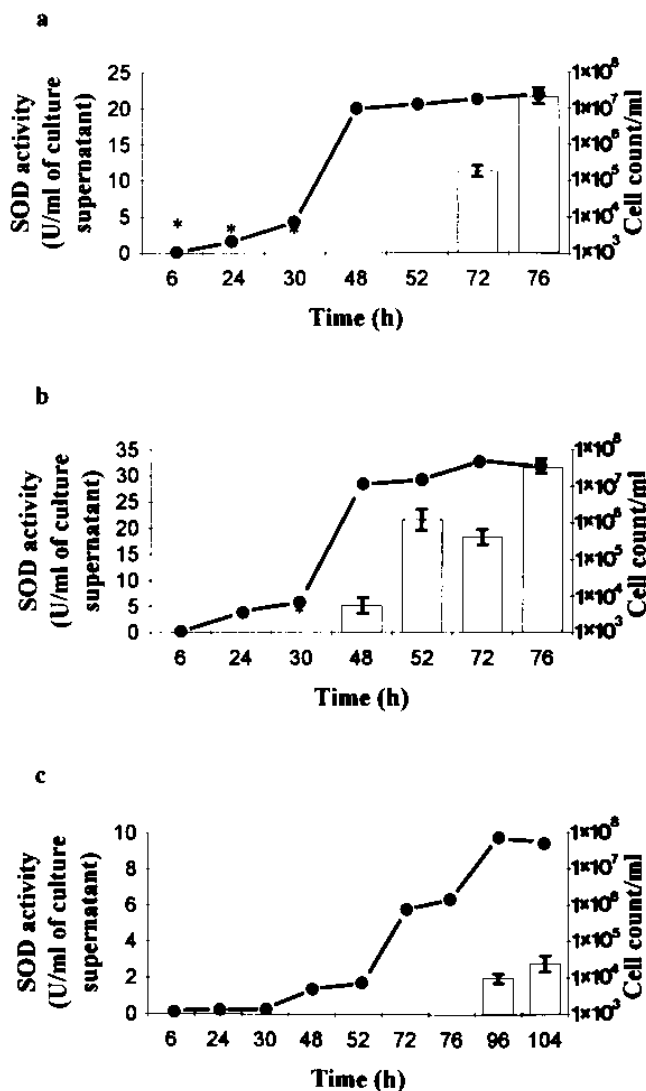 a
SOD activity
(U/ml of culture
supernatant)
25
20
15
10
5
0
1×10⁸
1×10⁷
1×10⁶
1×10⁵
1×10⁴
1×10³
Cell count/ml
* * *
6 24 30 48 52 72 76
Time (h)
b
SOD activity
(U/ml of culture
supernatant)
35
30
25
20
15
10
5
0
1×10⁸
1×10⁷
1×10⁶
1×10⁵
1×10⁴
1×10³
Cell count/ml
6 24 30 48 52 72 76
Time (h)
c
SOD activity
(U/ml of culture
supernatant)
10
8
6
4
2
0
1×10⁸
1×10⁷
1×10⁶
1×10⁵
1×10⁴
1×10³
Cell count/ml
6 24 30 48 52 72 76 96 104
Time (h)